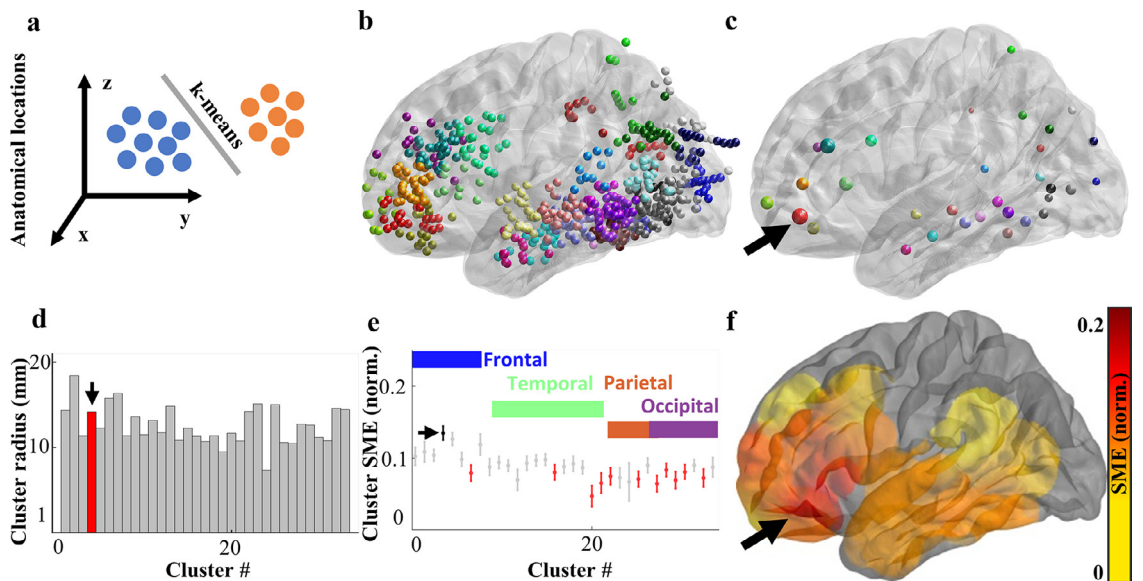 a
b
c
Anatomical locations
z
k-means
y
x
d
Cluster radius (mm)
20
10
1
0
20
Cluster #
e
Cluster SME (norm.)
0.2
0.1
0
Frontal
Temporal
Parietal
Occipital
0
20
Cluster #
f
0.2
SME (norm.)
0